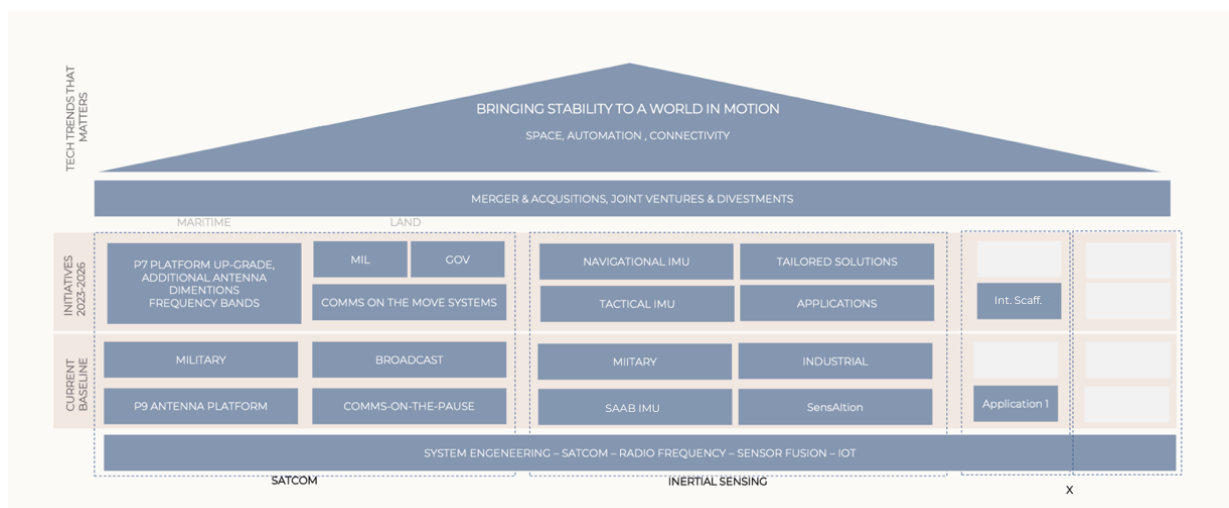 TECH TRENDS THAT
MATTERS
BRINGING STABILITY TO A WORLD IN MOTION
SPACE, AUTOMATION , CONNECTIVITY
MERGER & ACQUSITIONS, JOINT VENTURES & DIVESTMENTS
MARITIME
LAND
INITIATIVES
2023-2026
P7 PLATFORM UP-GRADE,
ADDITIONAL ANTENNA
DIMENTIONS
FREQUENCY BANDS
MIL
GOV
COMMS ON THE MOVE SYSTEMS
NAVIGATIONAL IMU
TAILORED SOLUTIONS
TACTICAL IMU
APPLICATIONS
Int. Scaff.
CURRENT
BASELINE
MILITARY
BROADCAST
P9 ANTENNA PLATFORM
COMMS-ON-THE-PAUSE
MIITARY
INDUSTRIAL
SAAB IMU
SensAItion
Application 1
SYSTEM ENGENEERING – SATCOM – RADIO FREQUENCY – SENSOR FUSION – IOT
SATCOM
INERTIAL SENSING
X